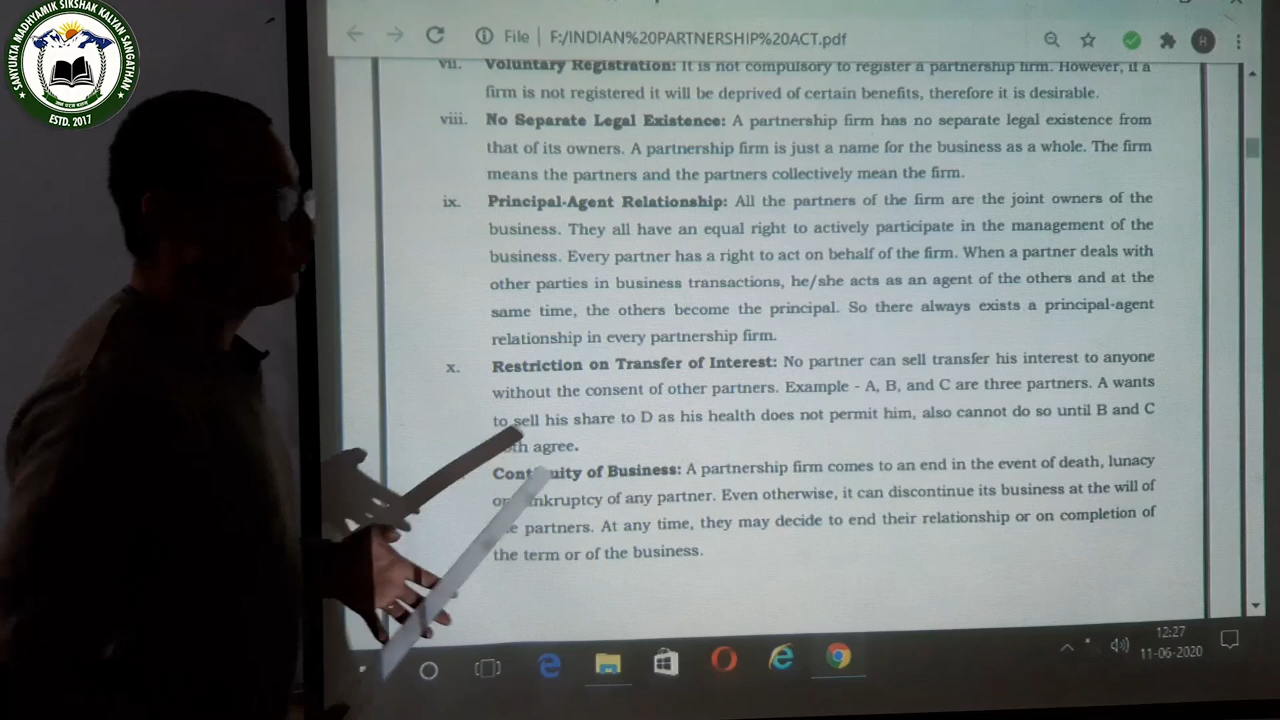 SANYUKTA MADHYAMIK SIKSHAK KALYAN SANGATHAN
ESTD. 2017
File F:/INDIAN%20PARTNERSHIP%20ACT.pdf
vii. Voluntary Registration: It is not compulsory to register a partnership firm. However, if a
firm is not registered it will be deprived of certain benefits, therefore it is desirable.
viii. No Separate Legal Existence: A partnership firm has no separate legal existence from
that of its owners. A partnership firm is just a name for the business as a whole. The firm
means the partners and the partners collectively mean the firm.
ix. Principal-Agent Relationship: All the partners of the firm are the joint owners of the
business. They all have an equal right to actively participate in the management of the
business. Every partner has a right to act on behalf of the firm. When a partner deals with
other parties in business transactions, he/she acts as an agent of the others and at the
same time, the others become the principal. So there always exists a principal-agent
relationship in every partnership firm.
x. Restriction on Transfer of Interest: No partner can sell transfer his interest to anyone
without the consent of other partners. Example - A, B, and C are three partners. A wants
to sell his share to D as his health does not permit him, also cannot do so until B and C
agree.
Continuity of Business: A partnership firm comes to an end in the event of death, lunacy
of any partner. Even otherwise, it can discontinue its business at the will of
partners. At any time, they may decide to end their relationship or on completion of
the term or of the business.
12:27
11-06-2020